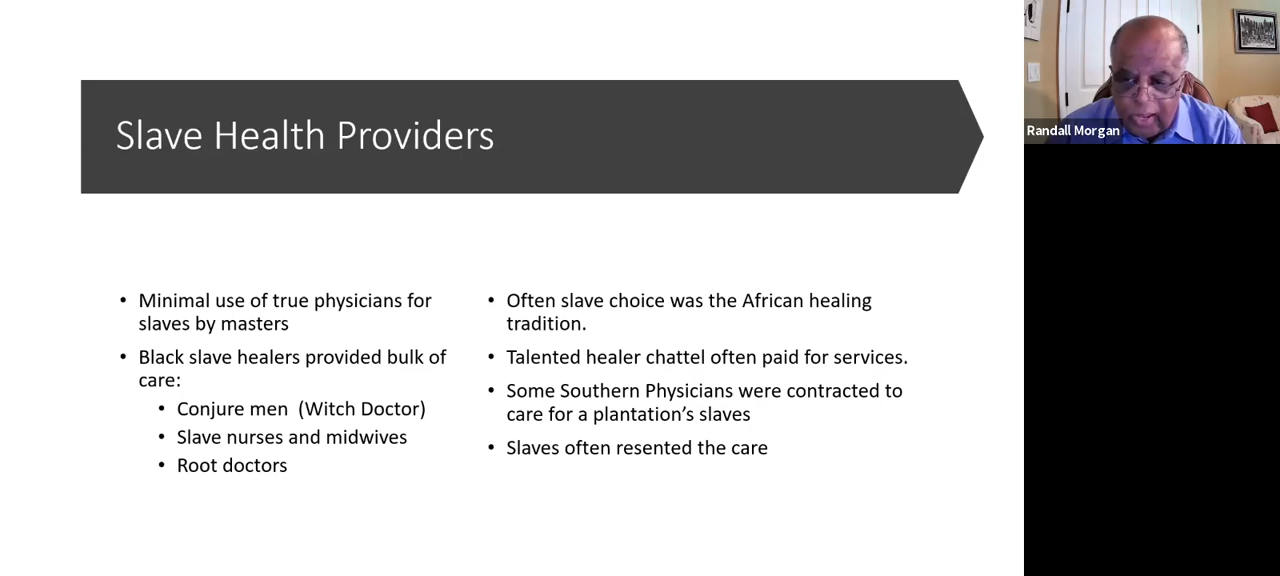 Slave Health Providers
• Minimal use of true physicians for
slaves by masters
• Black slave healers provided bulk of
care:
• Conjure men  (Witch Doctor)
• Slave nurses and midwives
• Root doctors
• Often slave choice was the African healing
tradition.
• Talented healer chattel often paid for services.
• Some Southern Physicians were contracted to
care for a plantation’s slaves
• Slaves often resented the care
Randall Morgan